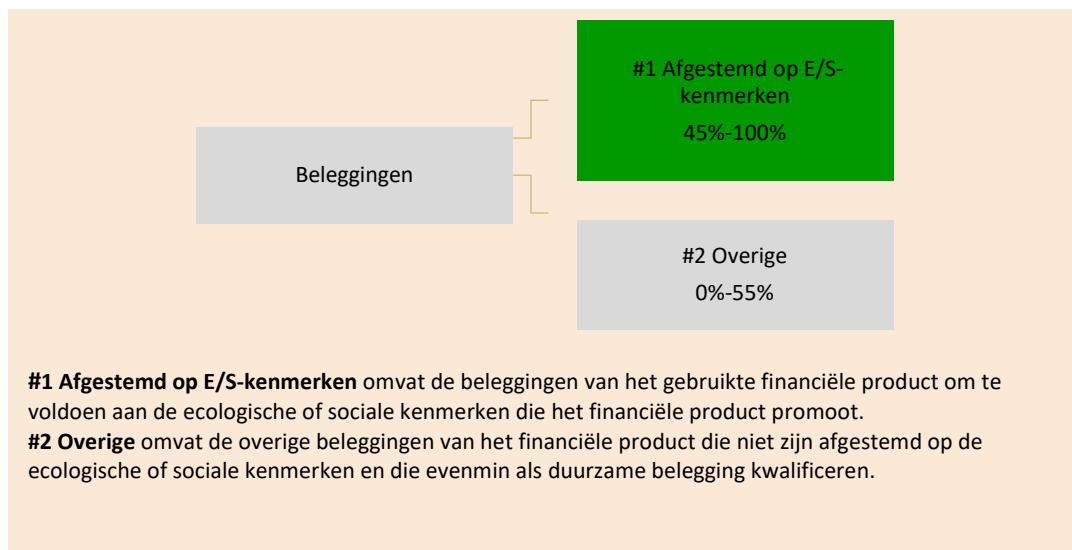 #1 Afgestemd op E/S-
kenmerken
45%-100%
Beleggingen
#2 Overige
0%-55%
#1 Afgestemd op E/S-kenmerken omvat de beleggingen van het gebruikte financiële product om te
voldoen aan de ecologische of sociale kenmerken die het financiële product promoot.
#2 Overige omvat de overige beleggingen van het financiële product die niet zijn afgestemd op de
ecologische of sociale kenmerken en die evenmin als duurzame belegging kwalificeren.